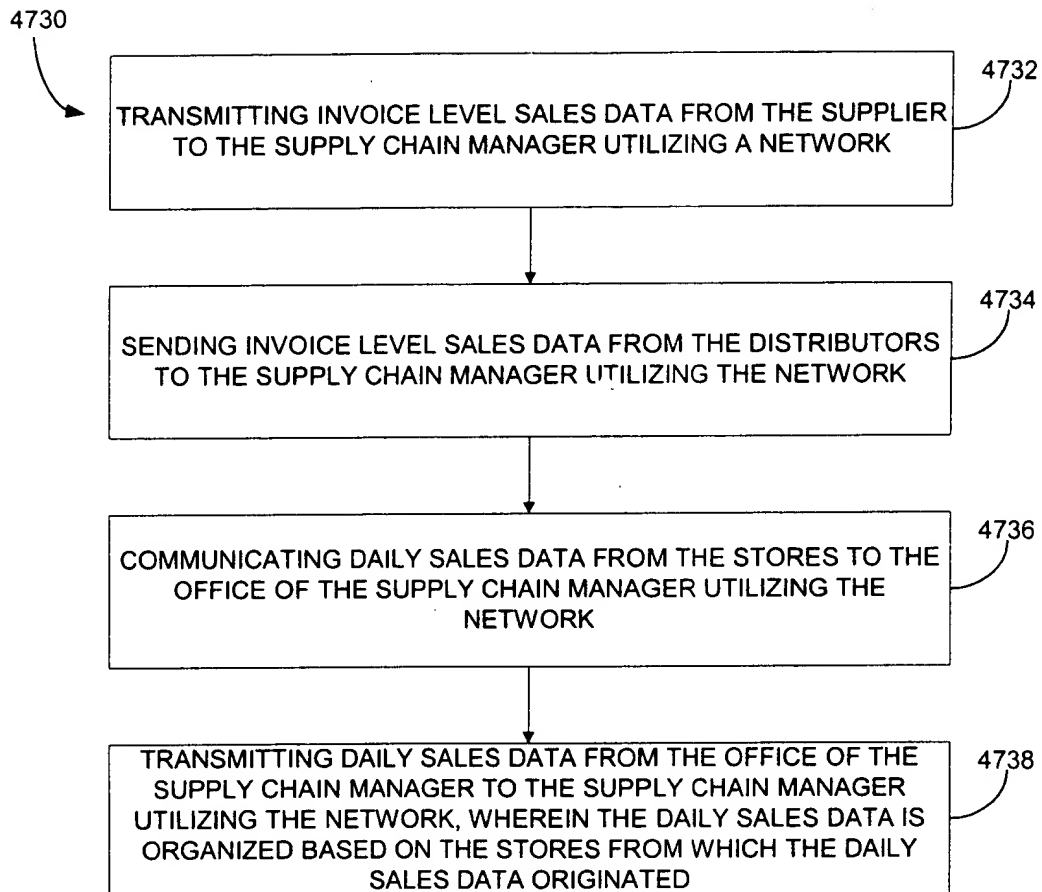 4730
4732
TRANSMITTING INVOICE LEVEL SALES DATA FROM THE SUPPLIER
TO THE SUPPLY CHAIN MANAGER UTILIZING A NETWORK
4734
SENDING INVOICE LEVEL SALES DATA FROM THE DISTRIBUTORS
TO THE SUPPLY CHAIN MANAGER UTILIZING THE NETWORK
4736
COMMUNICATING DAILY SALES DATA FROM THE STORES TO THE
OFFICE OF THE SUPPLY CHAIN MANAGER UTILIZING THE
NETWORK
4738
TRANSMITTING DAILY SALES DATA FROM THE OFFICE OF THE
SUPPLY CHAIN MANAGER TO THE SUPPLY CHAIN MANAGER
UTILIZING THE NETWORK, WHEREIN THE DAILY SALES DATA IS
ORGANIZED BASED ON THE STORES FROM WHICH THE DAILY
SALES DATA ORIGINATED